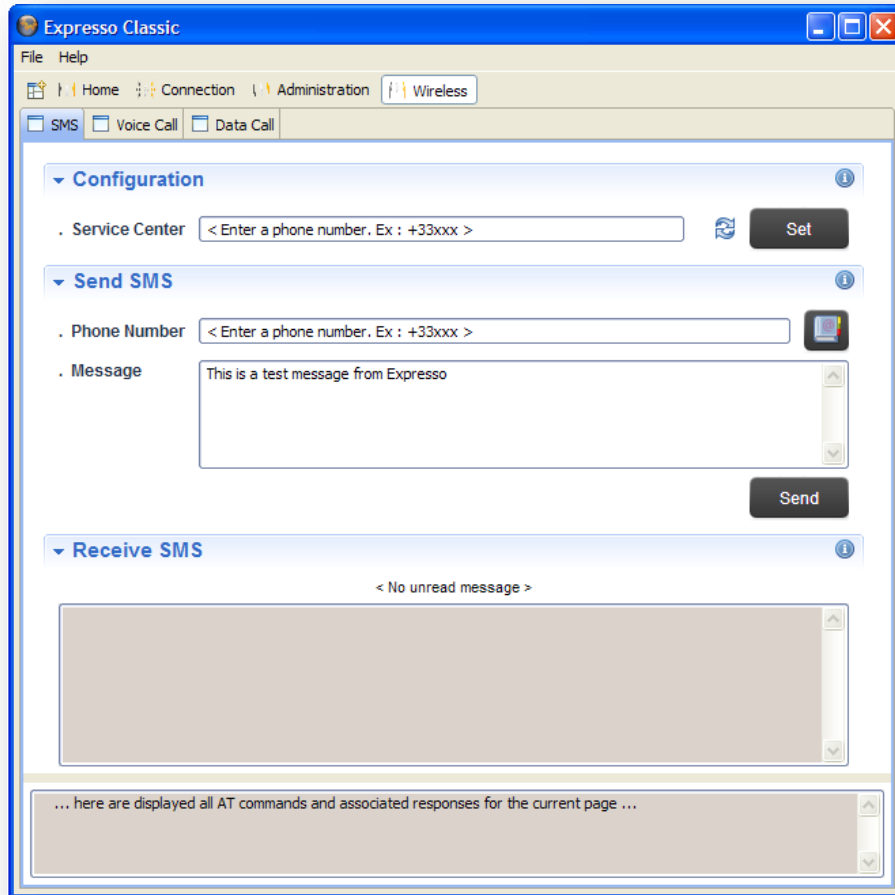 Expresso Classic
File Help
Home Connection Administration Wireless
SMS Voice Call Data Call
Configuration
. Service Center < Enter a phone number. Ex : +33xxx > Set
Send SMS
. Phone Number < Enter a phone number. Ex : +33xxx >
. Message This is a test message from Expresso
Send
Receive SMS
< No unread message >
... here are displayed all AT commands and associated responses for the current page ...